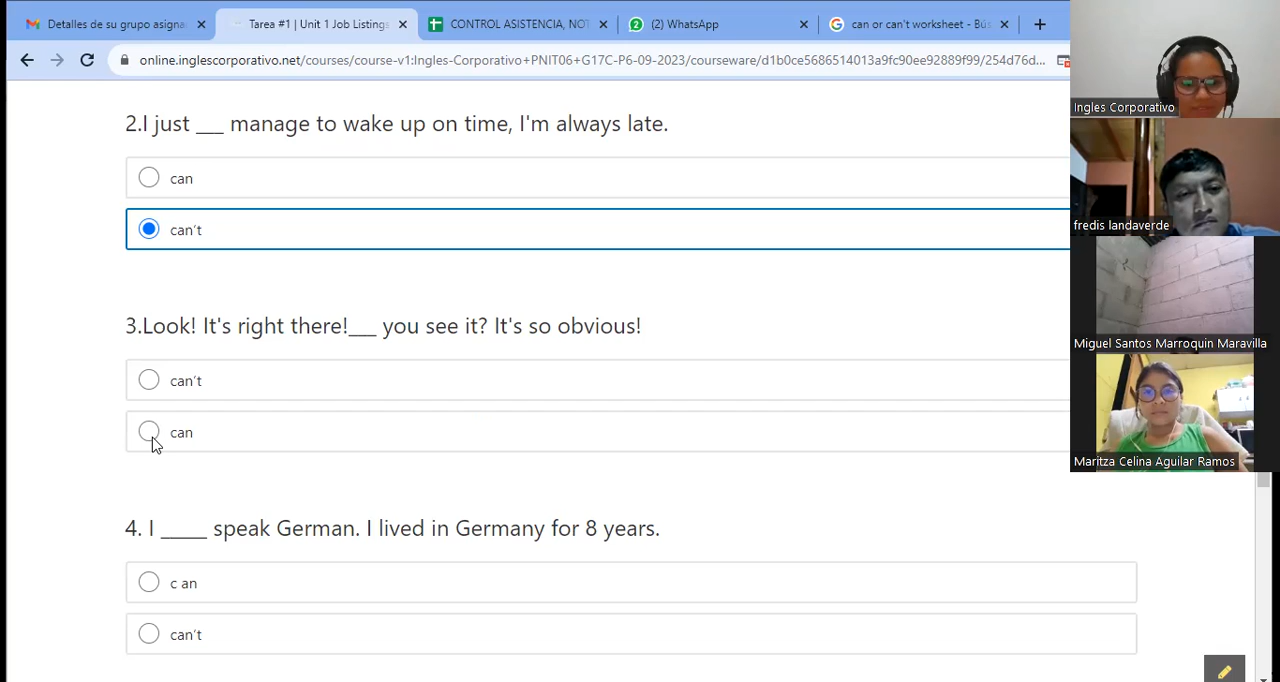 Detalles de su grupo asigna
Tarea #1 | Unit 1 Job Listings
CONTROL ASISTENCIA, NOT
(2) WhatsApp
can or can't worksheet - Bús
online.inglescorporativo.net/courses/course-v1:Ingles-Corporativo+PNIT06+G17C-P6-09-2023/courseware/d1b0ce5686514013a9fc90ee92889f99/254d76d...
2.I just ___ manage to wake up on time, I'm always late.
can
can´t
3.Look! It's right there!___ you see it? It's so obvious!
can´t
can
4. I _____ speak German. I lived in Germany for 8 years.
c an
can´t
Ingles Corporativo
fredis landaverde
Miguel Santos Marroquin Maravilla
Maritza Celina Aguilar Ramos